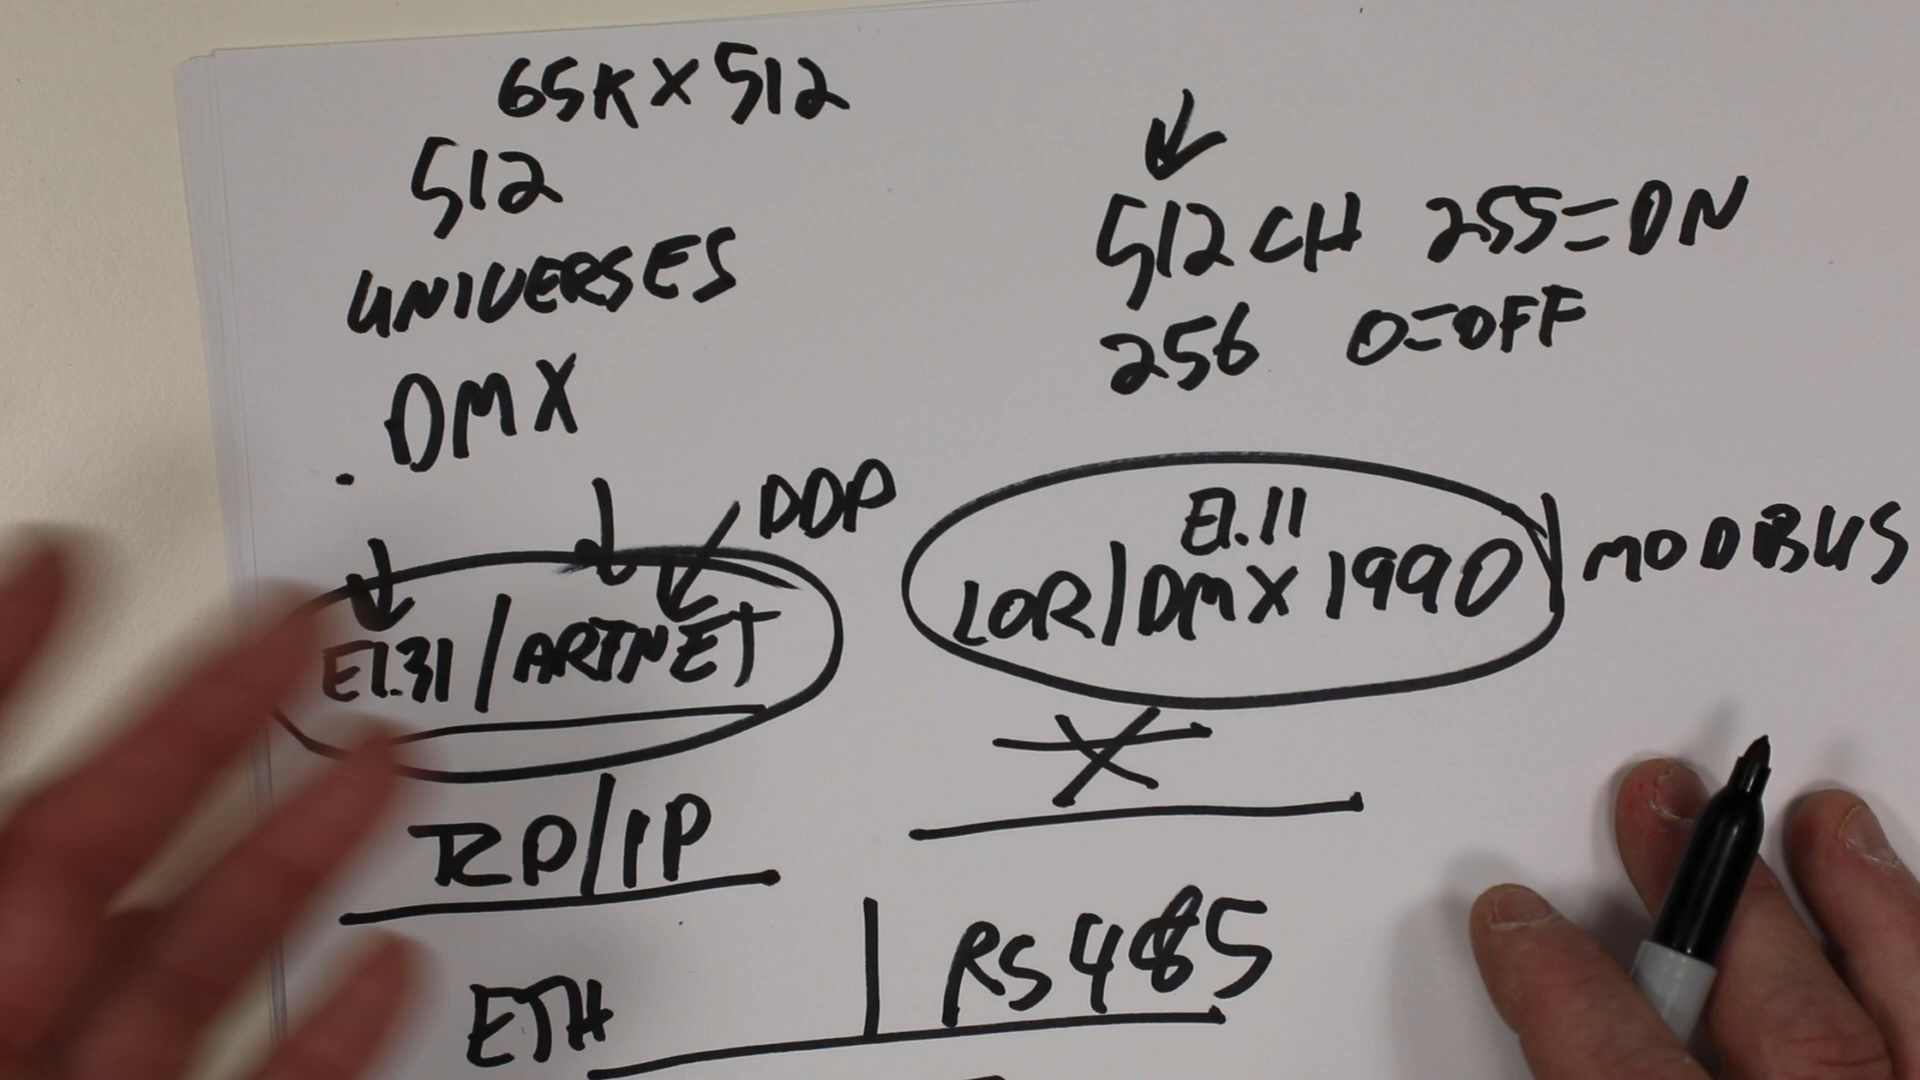 65K X 512
512
UNIVERSES
DMX
DDP
E1.31/ARTNET
TCP/IP
ETH
512 CH 255=ON
256 0=OFF
E1.11
LOR/DMX 1990
MODBUS
RS485